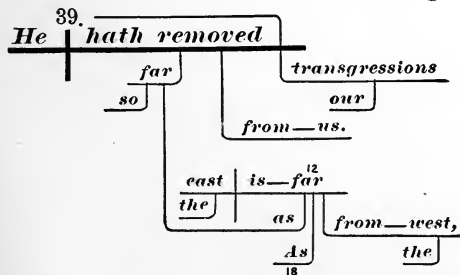 39.
He hath removed
far transgressions
so our
from—us.
12
east is—far
the as from—west,
As the
18